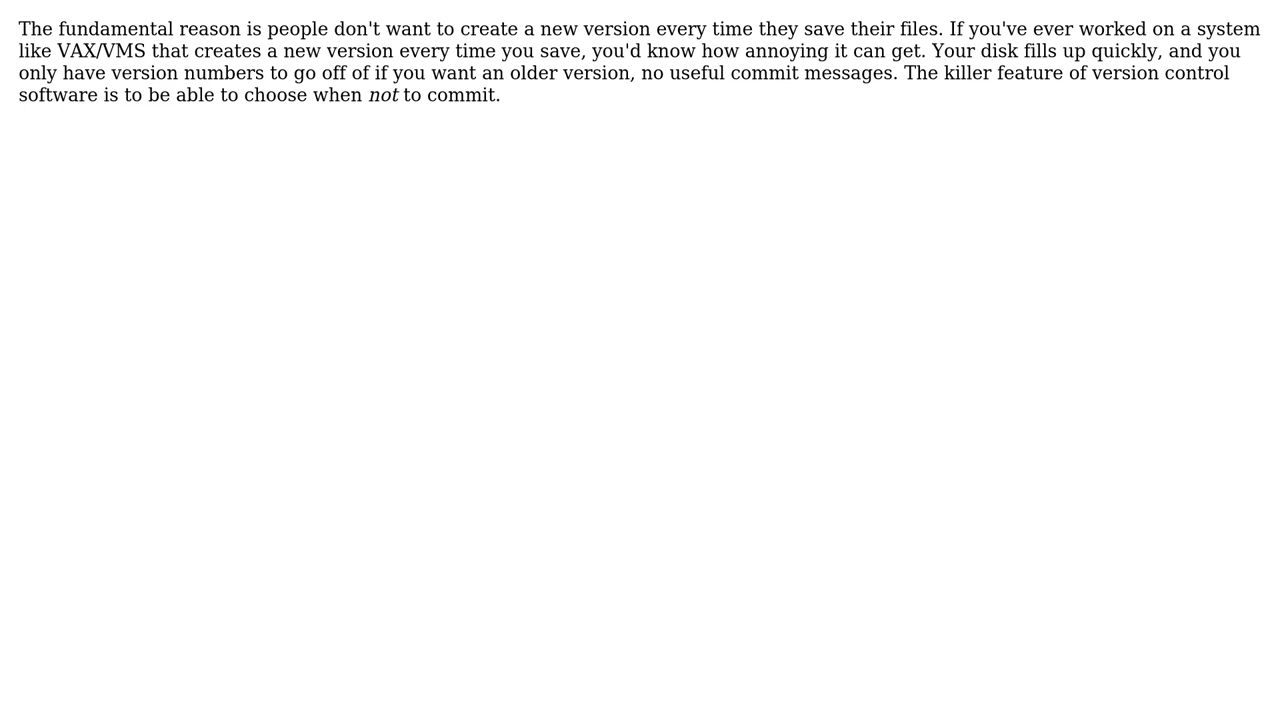 The fundamental reason is people don't want to create a new version every time they save their files. If you've ever worked on a system
like VAX/VMS that creates a new version every time you save, you'd know how annoying it can get. Your disk fills up quickly, and you
only have version numbers to go off of if you want an older version, no useful commit messages. The killer feature of version control
software is to be able to choose when not to commit.